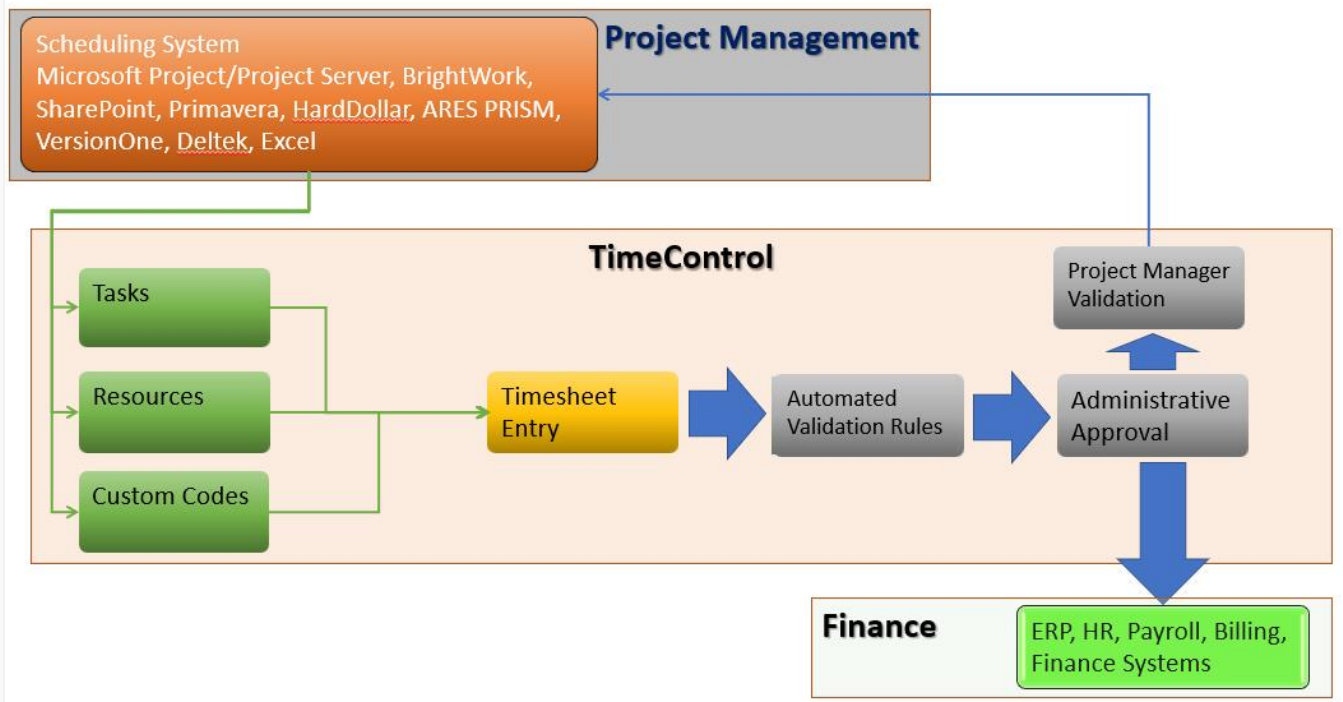 Project Management
Scheduling System
Microsoft Project/Project Server, BrightWork,
SharePoint, Primavera, HardDollar, ARES PRISM,
VersionOne, Deltek, Excel
TimeControl
Tasks
Resources
Custom Codes
Timesheet
Entry
Automated
Validation Rules
Administrative
Approval
Project Manager
Validation
Finance
ERP, HR, Payroll, Billing,
Finance Systems